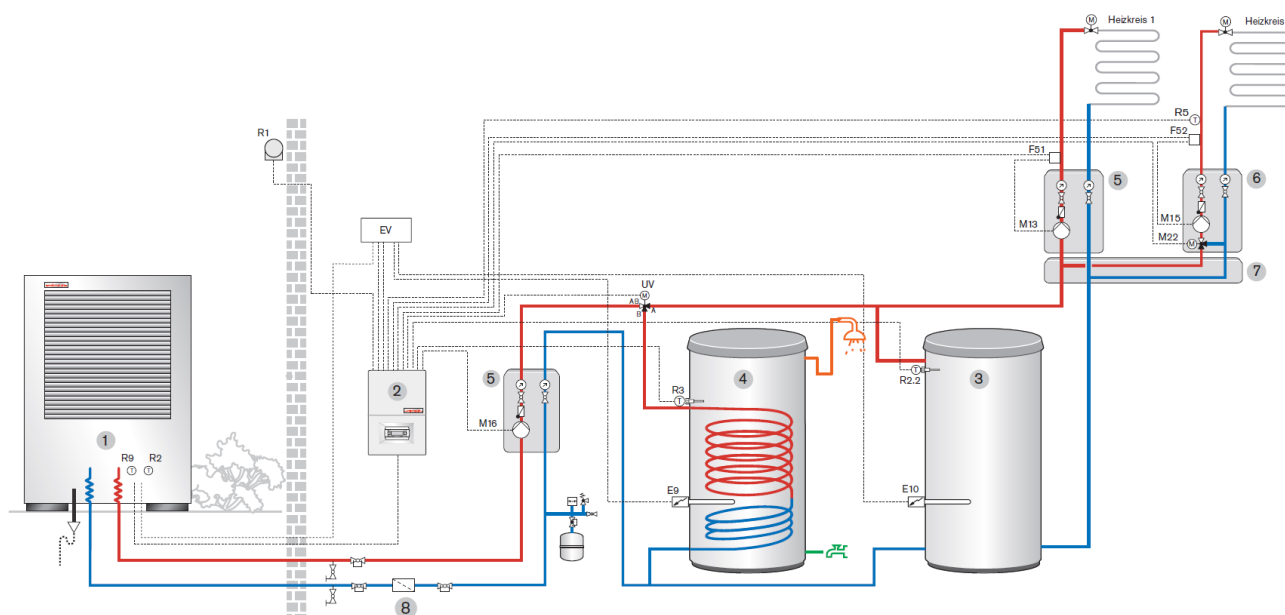 M
Heizkreis 1
M
Heizkreis
R5
T
F52
R1
F51
5
6
M13
M15
M22
M
7
EV
UV
M
AB
A
B
2
5
4
3
R3
T
R2.2
T
M16
1
R9
R2
T
T
E9
E10
8